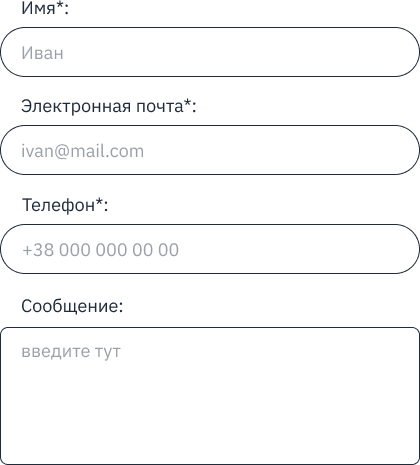 Имя*:
Иван
Электронная почта*:
ivan@mail.com
Телефон*:
+38 000 000 00 00
Сообщение:
введите тут